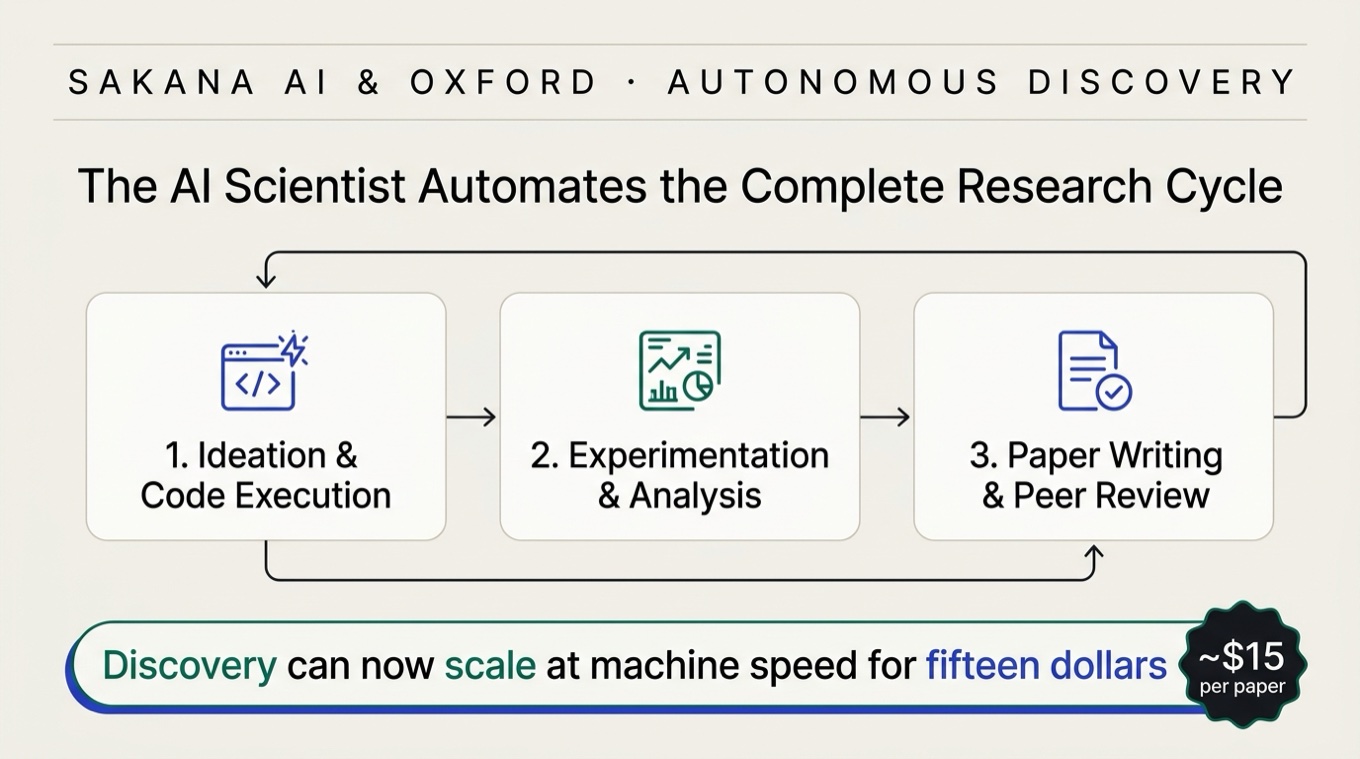 SAKANA AI & OXFORD · AUTONOMOUS DISCOVERY
The AI Scientist Automates the Complete Research Cycle
</>
1. Ideation &
Code Execution
2. Experimentation
& Analysis
3. Paper Writing
& Peer Review
Discovery can now scale at machine speed for fifteen dollars
~$15
per paper